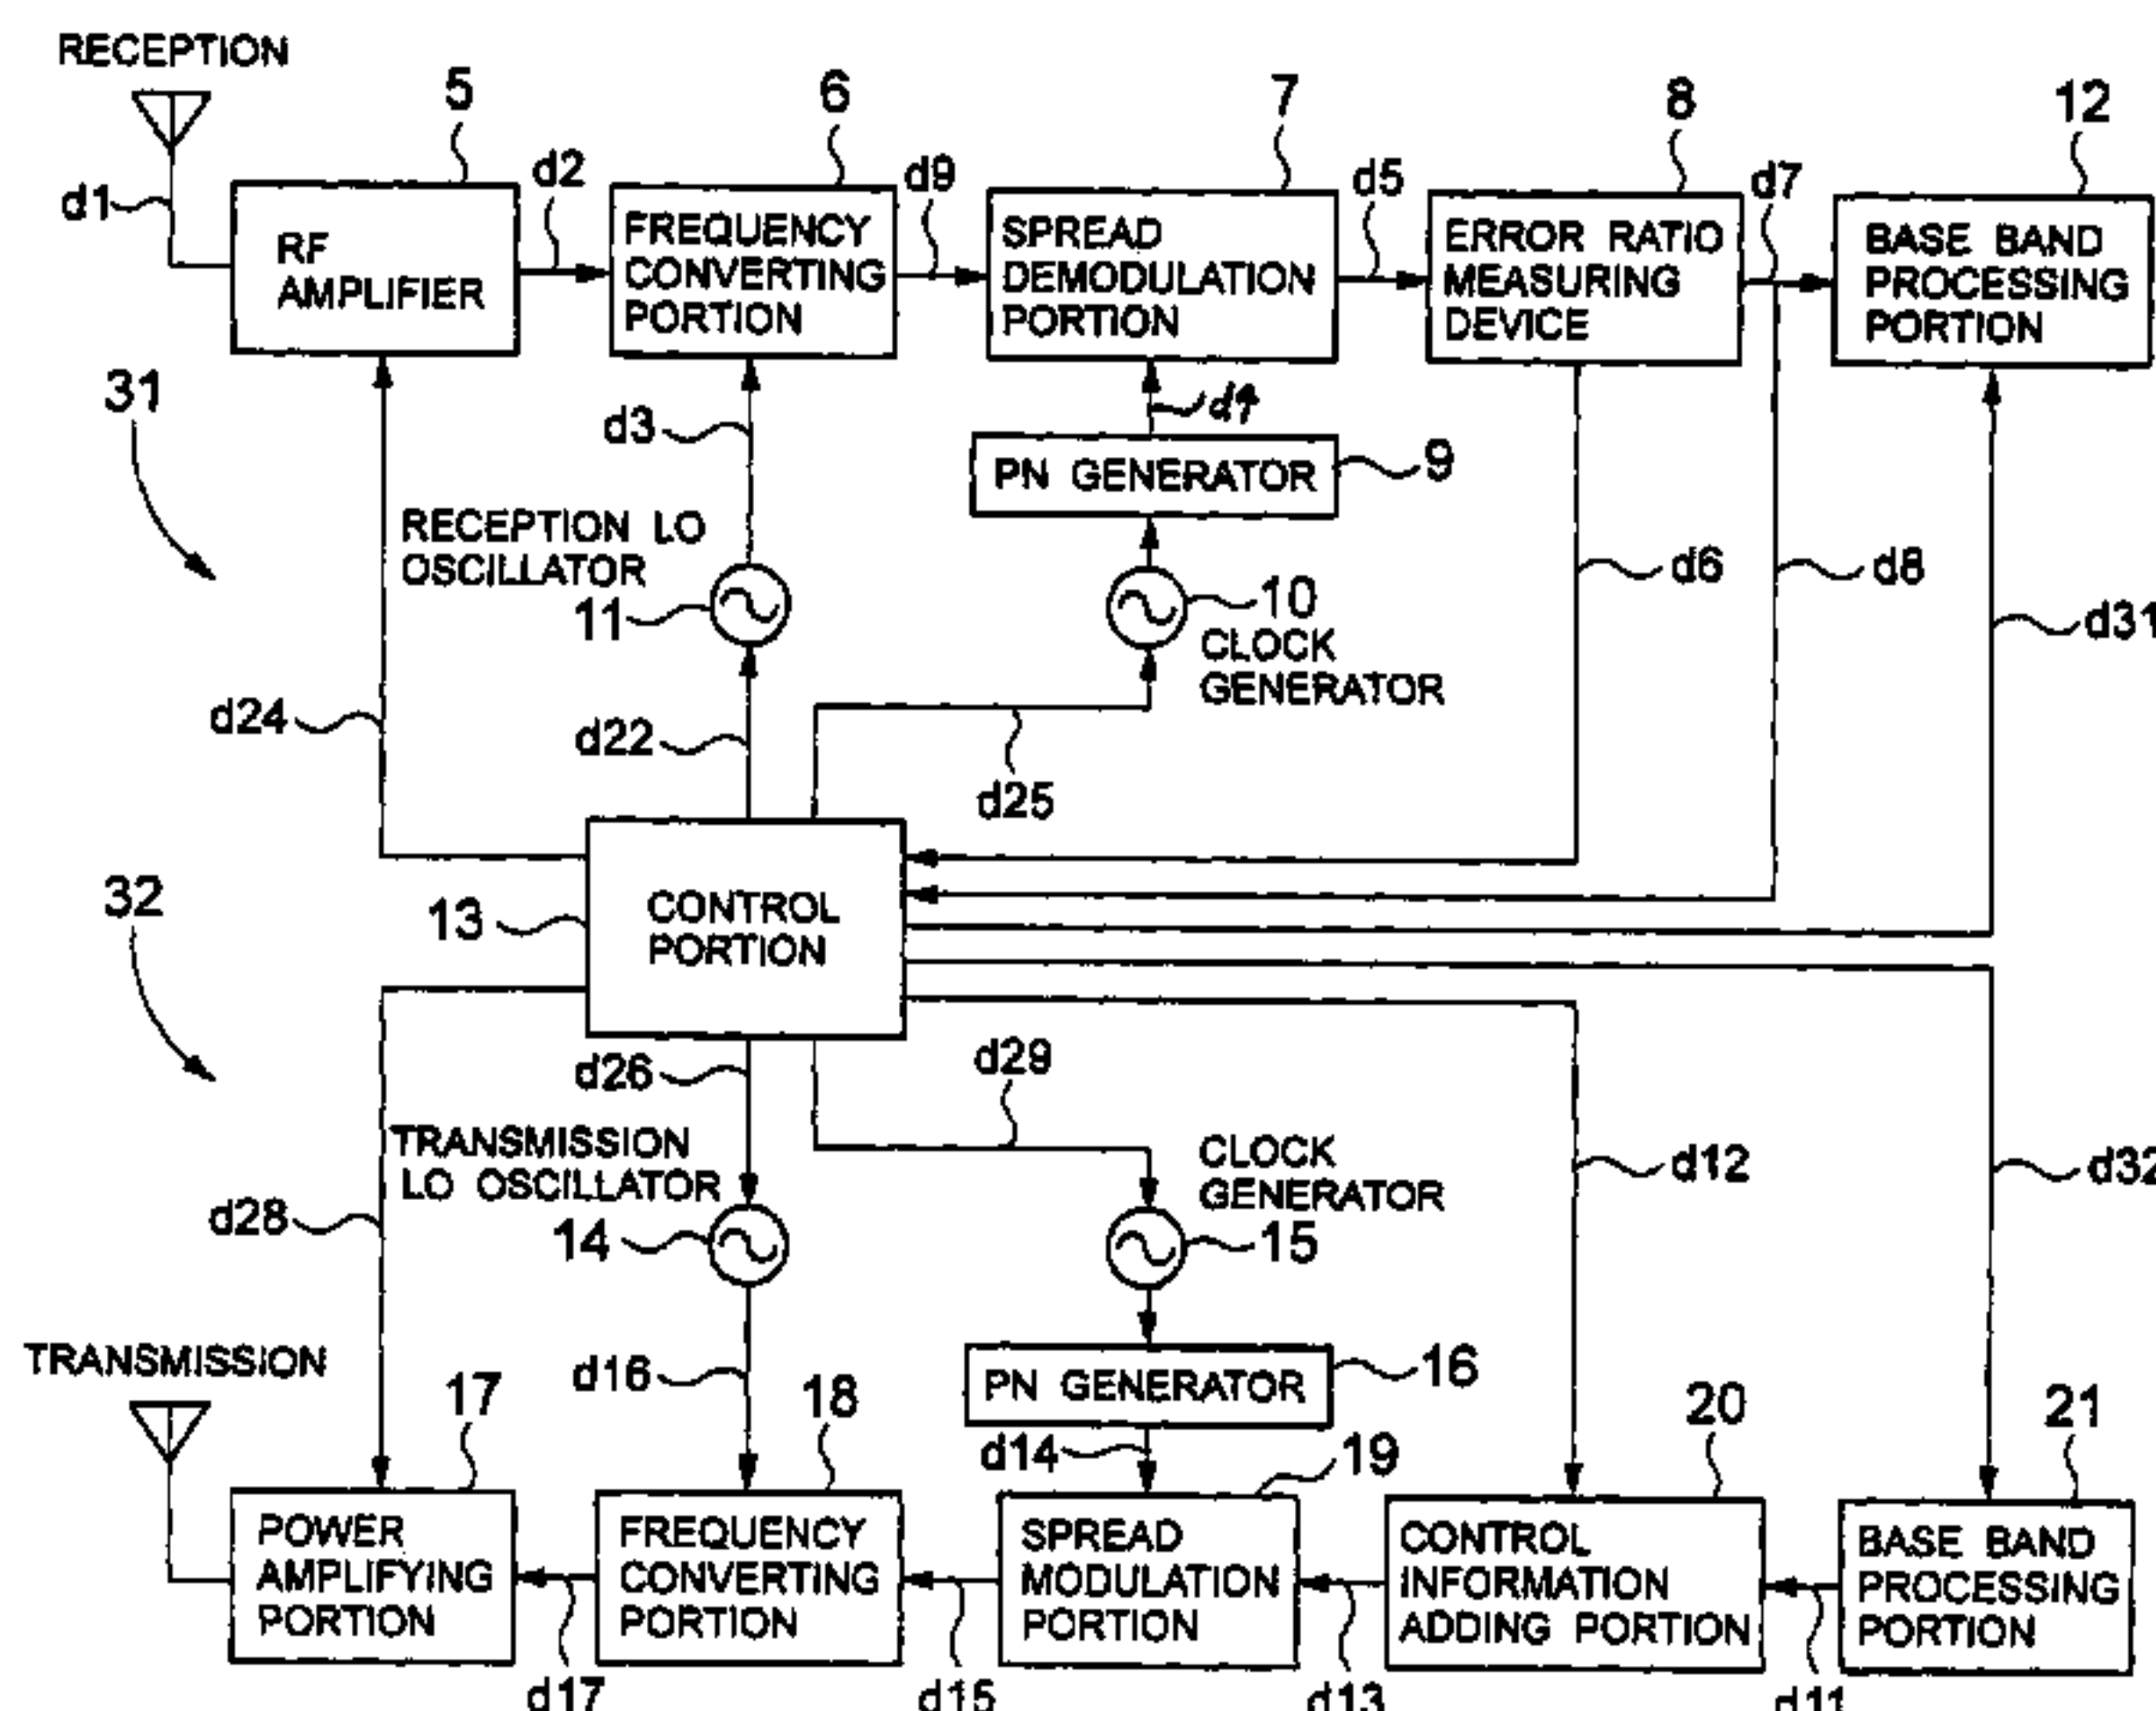 RECEPTION
5
6
7
8
12
d1
d2
d9
d5
d7
RF
AMPLIFIER
FREQUENCY
CONVERTING
PORTION
SPREAD
DEMODULATION
PORTION
ERROR RATIO
MEASURING
DEVICE
BASE BAND
PROCESSING
PORTION
31
d3
PN GENERATOR
9
RECEPTION LO
OSCILLATOR
11
10
CLOCK
GENERATOR
d6
d8
d31
d24
d22
d25
32
13
CONTROL
PORTION
d26
d29
TRANSMISSION
LO OSCILLATOR
14
CLOCK
GENERATOR
15
d12
d32
d28
TRANSMISSION
d16
PN GENERATOR
16
17
18
d14
19
20
21
POWER
AMPLIFYING
PORTION
FREQUENCY
CONVERTING
PORTION
SPREAD
MODULATION
PORTION
CONTROL
INFORMATION
ADDING PORTION
BASE BAND
PROCESSING
PORTION
d17
d15
d13
d11